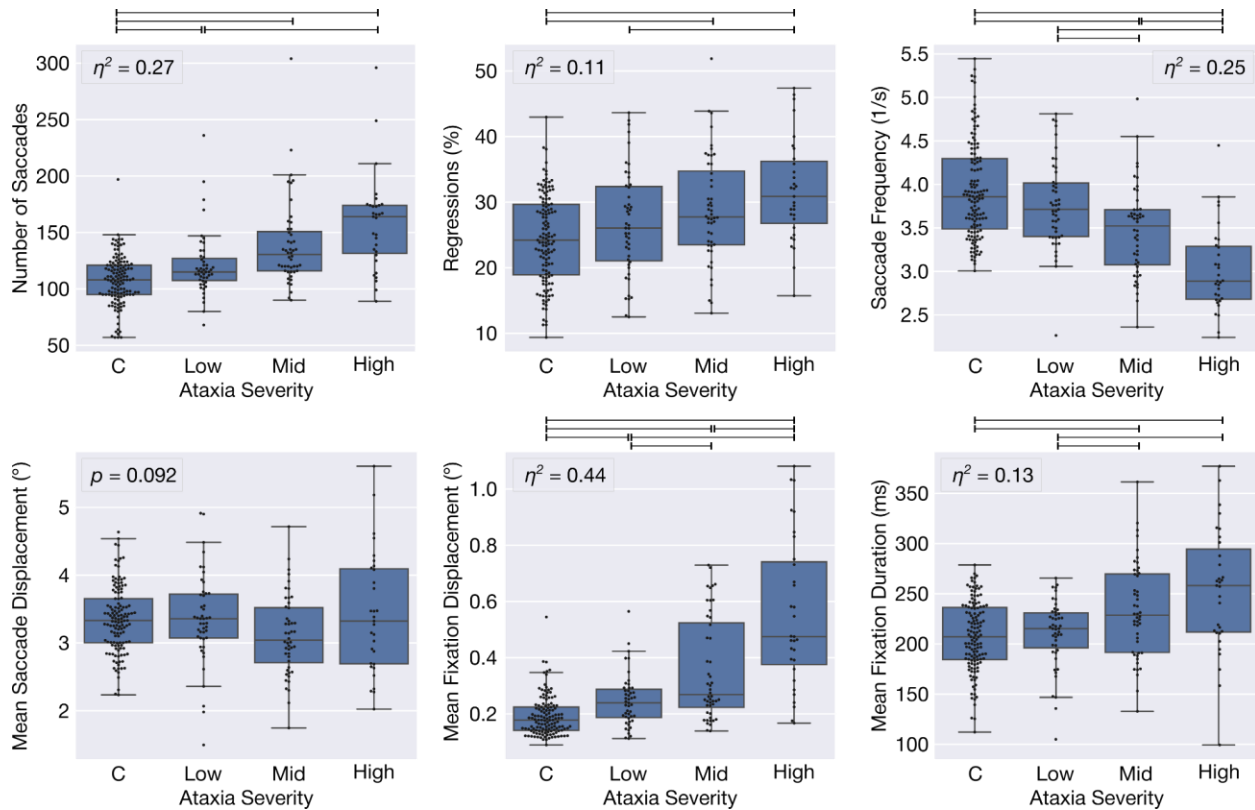 η² = 0.27
Number of Saccades
300
250
200
150
100
50
C Low Mid High
Ataxia Severity
η² = 0.11
Regressions (%)
50
40
30
20
10
C Low Mid High
Ataxia Severity
η² = 0.25
Saccade Frequency (1/s)
5.5
5.0
4.5
4.0
3.5
3.0
2.5
C Low Mid High
Ataxia Severity
p = 0.092
Mean Saccade Displacement (°)
5
4
3
2
C Low Mid High
Ataxia Severity
η² = 0.44
Mean Fixation Displacement (°)
1.0
0.8
0.6
0.4
0.2
C Low Mid High
Ataxia Severity
η² = 0.13
Mean Fixation Duration (ms)
350
300
250
200
150
100
C Low Mid High
Ataxia Severity